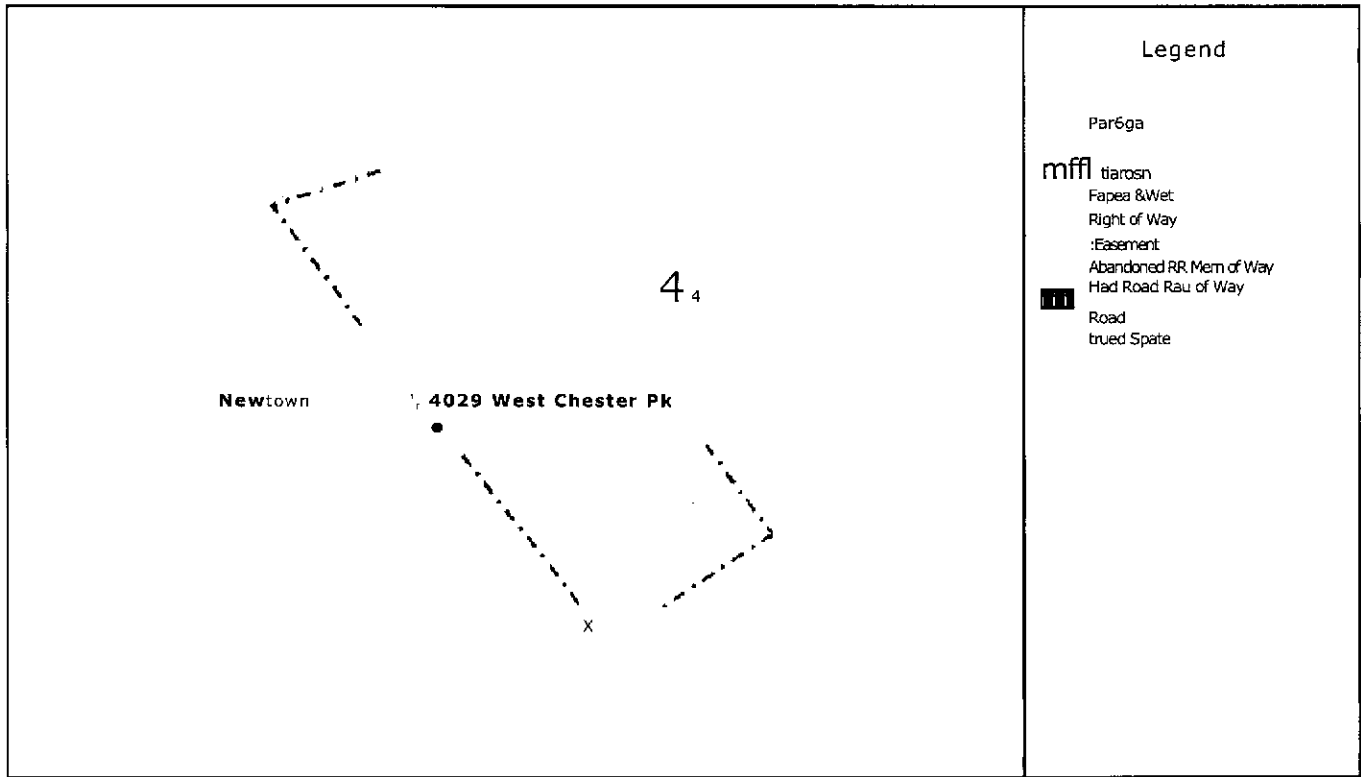 Legend
Par6ga
mffl tiarosn
Fapea &Wet
Right of Way
:Easement
Abandoned RR Mem of Way
Had Road Rau of Way
Road
trued Spate
4 4
Newtown
4029 West Chester Pk
X